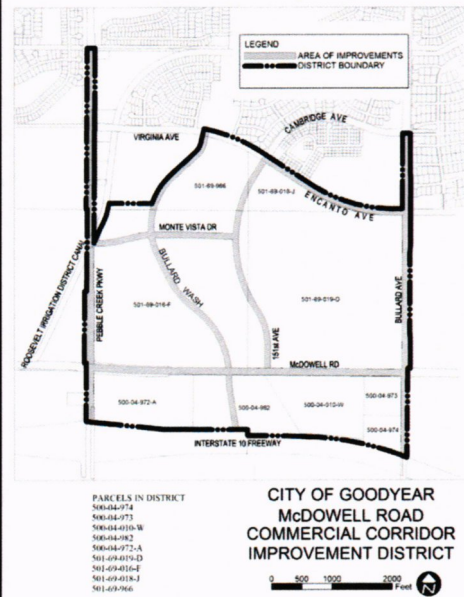 LEGEND
AREA OF IMPROVEMENTS
DISTRICT BOUNDARY
CAMBRIDGE AVE
VIRGINIA AVE
501-69-966
501-69-018-J
ENCANTO AVE
MONTE VISTA DR
ROOSEVELT IRRIGATION DISTRICT CANAL
PEBBLE CREEK PKWY
BULLARD WASH
501-69-016-F
501-69-019-D
BULLARD AVE
151st AVE
McDOWELL RD
500-04-972-A
500-04-982
500-04-010-W
500-04-973
500-04-974
INTERSTATE 10 FREEWAY
PARCELS IN DISTRICT
500-04-974
500-04-973
500-04-010-W
500-04-982
500-04-972-A
501-69-019-D
501-69-016-F
501-69-018-J
501-69-966
CITY OF GOODYEAR
McDOWELL ROAD
COMMERCIAL CORRIDOR
IMPROVEMENT DISTRICT
0 500 1000 2000
Feet
N